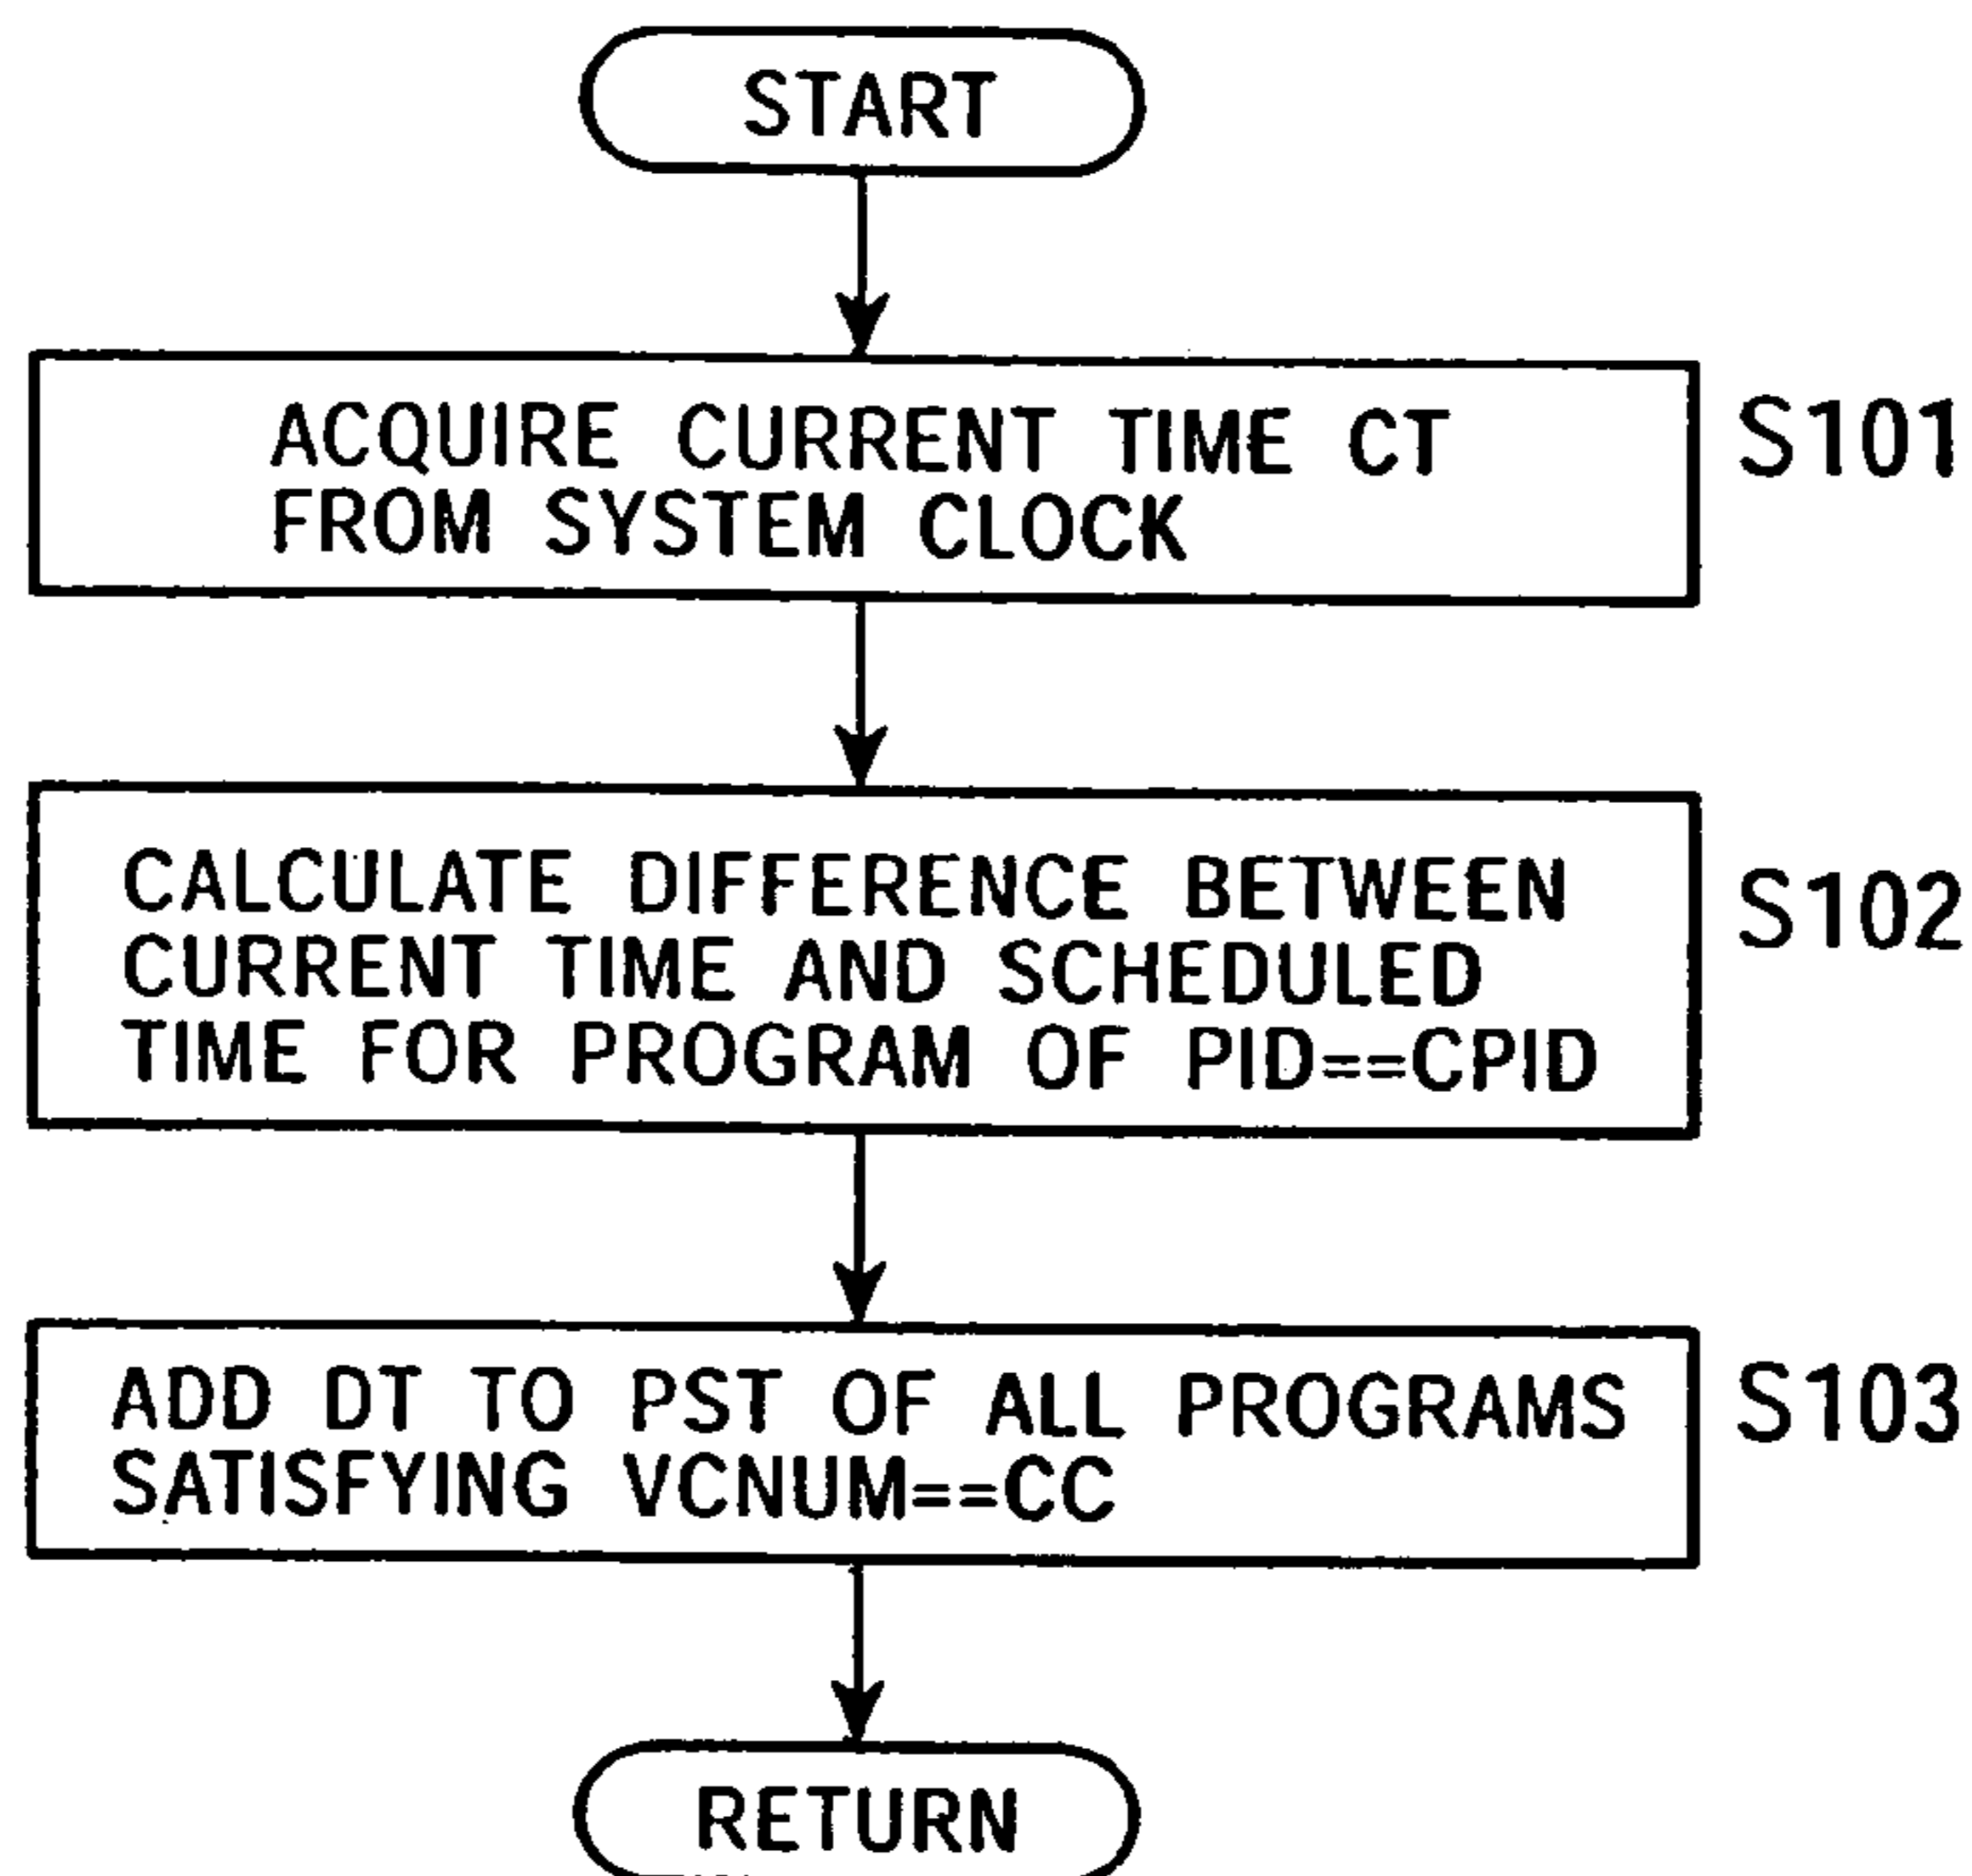 START
ACQUIRE CURRENT TIME CT
FROM SYSTEM CLOCK
S101
CALCULATE DIFFERENCE BETWEEN
CURRENT TIME AND SCHEDULED
TIME FOR PROGRAM OF PID==CPID
S102
ADD DT TO PST OF ALL PROGRAMS
SATISFYING VCNUM==CC
S103
RETURN